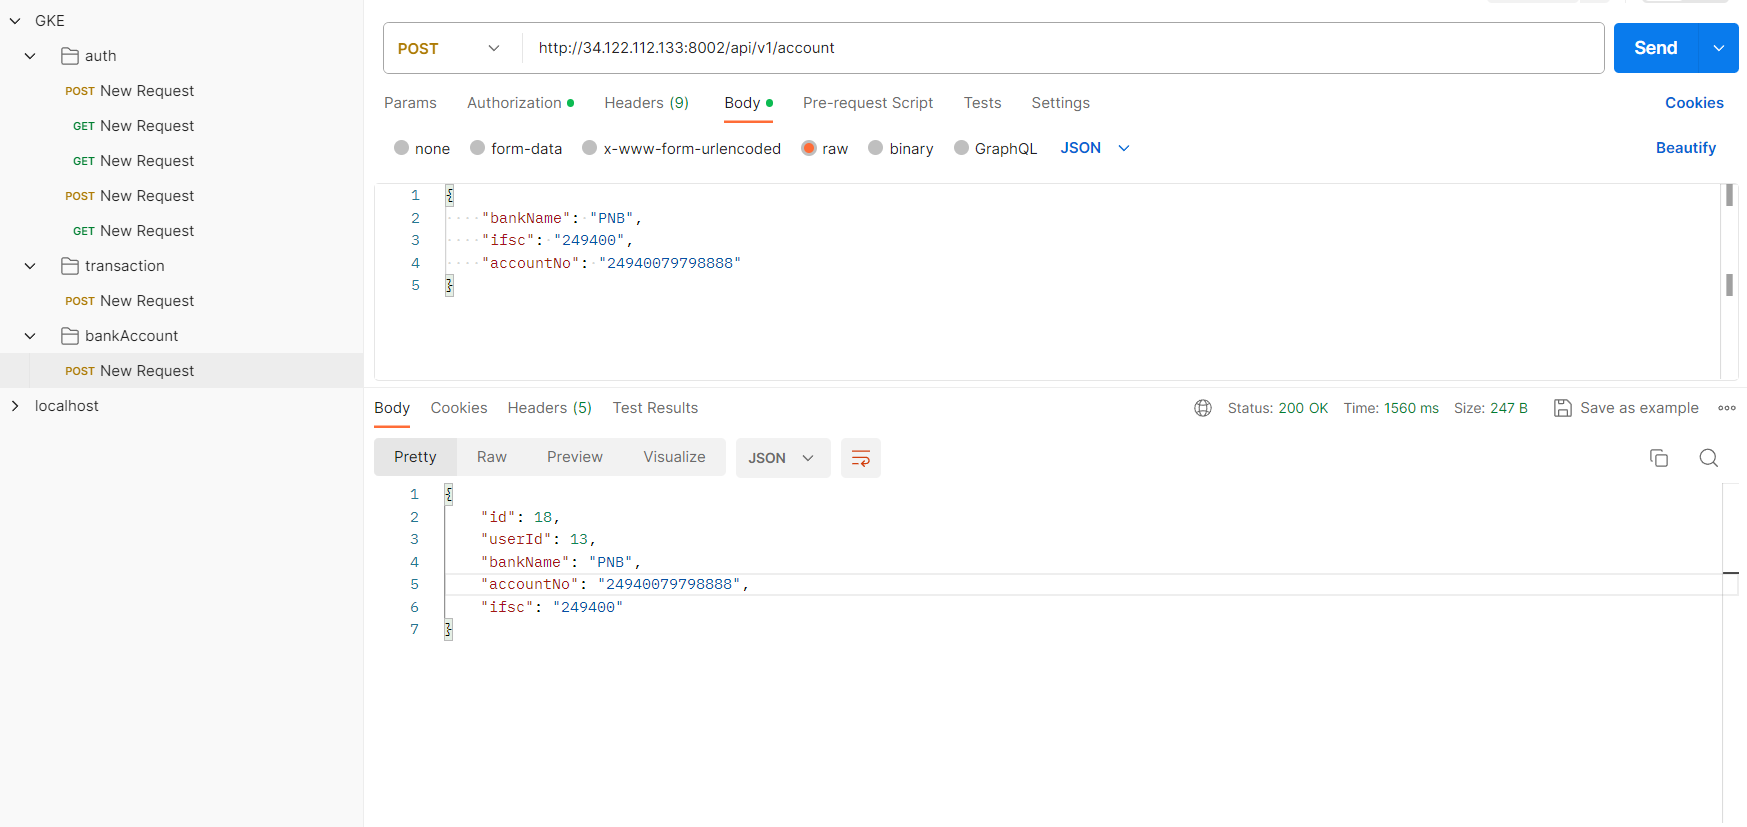 GKE
auth
POST New Request
GET New Request
GET New Request
POST New Request
GET New Request
transaction
POST New Request
bankAccount
POST New Request
localhost
POST http://34.122.112.133:8002/api/v1/account Send
Params Authorization Headers (9) Body Pre-request Script Tests Settings Cookies
none form-data x-www-form-urlencoded raw binary GraphQL JSON Beautify
1 {
2 "bankName": "PNB",
3 "ifsc": "249400",
4 "accountNo": "24940079798888"
5 }
Body Cookies Headers (5) Test Results Status: 200 OK Time: 1560 ms Size: 247 B Save as example
Pretty Raw Preview Visualize JSON
1 {
2 "id": 18,
3 "userId": 13,
4 "bankName": "PNB",
5 "accountNo": "24940079798888",
6 "ifsc": "249400"
7 }